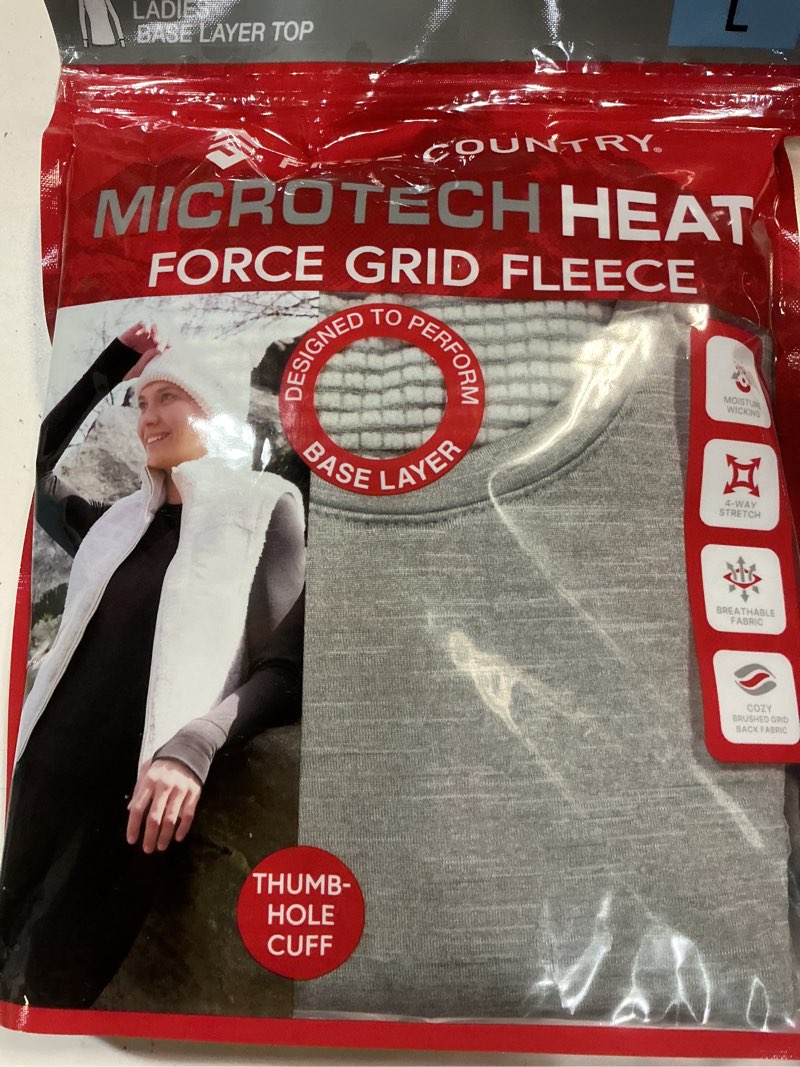 LADIES
BASE LAYER TOP
L
FREE COUNTRY®
MICROTECH HEAT
FORCE GRID FLEECE
DESIGNED TO PERFORM
BASE LAYER
MOISTURE
WICKING
4-WAY
STRETCH
BREATHABLE
FABRIC
COZY
BRUSHED GRID
BACK FABRIC
THUMB-
HOLE
CUFF